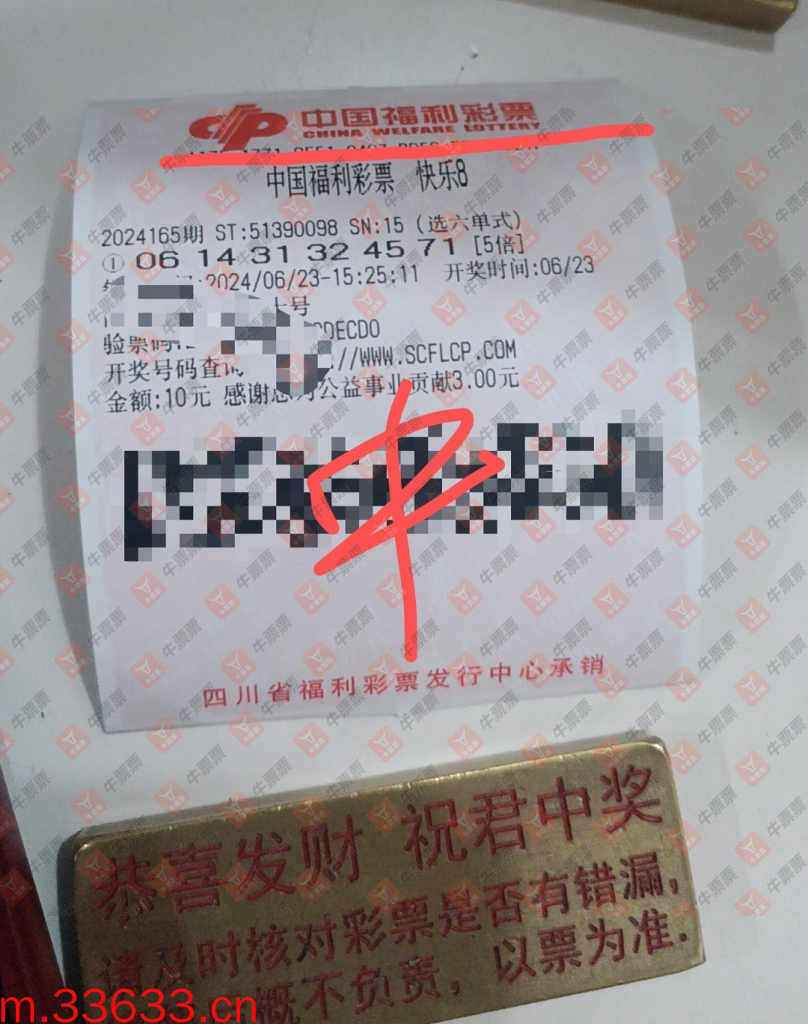 中国福利彩票
CHINA WELFARE LOTTERY
中国福利彩票 快乐8
2024165期 ST:51390098 SN:15 (选六单式)
① 06 14 31 32 45 71 [5倍]
:2024/06/23-15:25:11 开奖时间:06/23
号
验票码: CDECDO
开奖号码查询 //WWW.SCFLCP.COM
金额:10元 感谢您为公益事业贡献3.00元
中
四川省福利彩票发行中心承销
恭喜发财 祝君中奖
请及时核对彩票是否有错漏,
概不负责, 以票为准.
m.33633.cn
牛票票